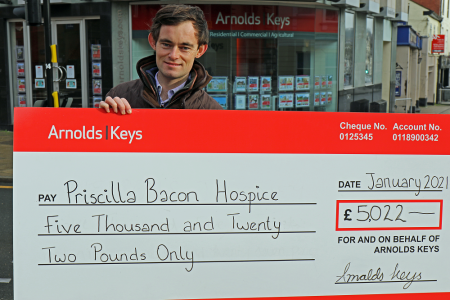 Arnolds Keys
Residential | Commercial | Agricultural
Arnolds | Keys
Cheque No. Account No.
0125345 0118900342
PAY Priscilla Bacon Hospice
Five Thousand and Twenty
Two Pounds Only
DATE January 2021
£ 5,022 —
FOR AND ON BEHALF OF
ARNOLDS KEYS
Arnolds Keys